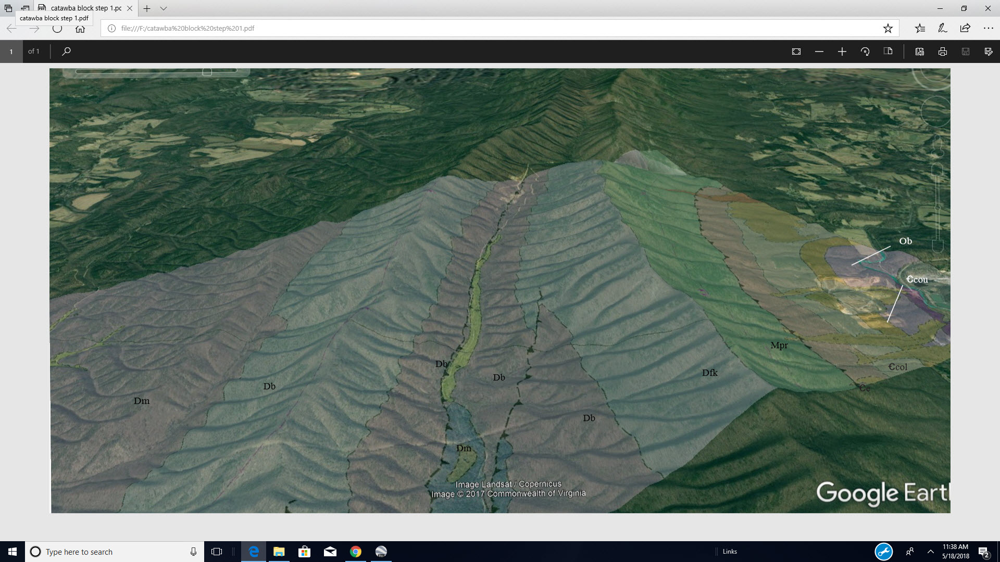 catawba block step 1.pc
catawba block step 1.pdf
file:///F:/catawba%20block%20step%201.pdf
1 of 1
Ob
Ꞓcou
Mpr
Db
Ꞓcol
Dfk
Db
Db
Ꞓe
Dm
Db
Dm
Image Landsat / Copernicus
Image © 2017 Commonwealth of Virginia
Google Eart
Type here to search
Links
11:38 AM
5/18/2018
2